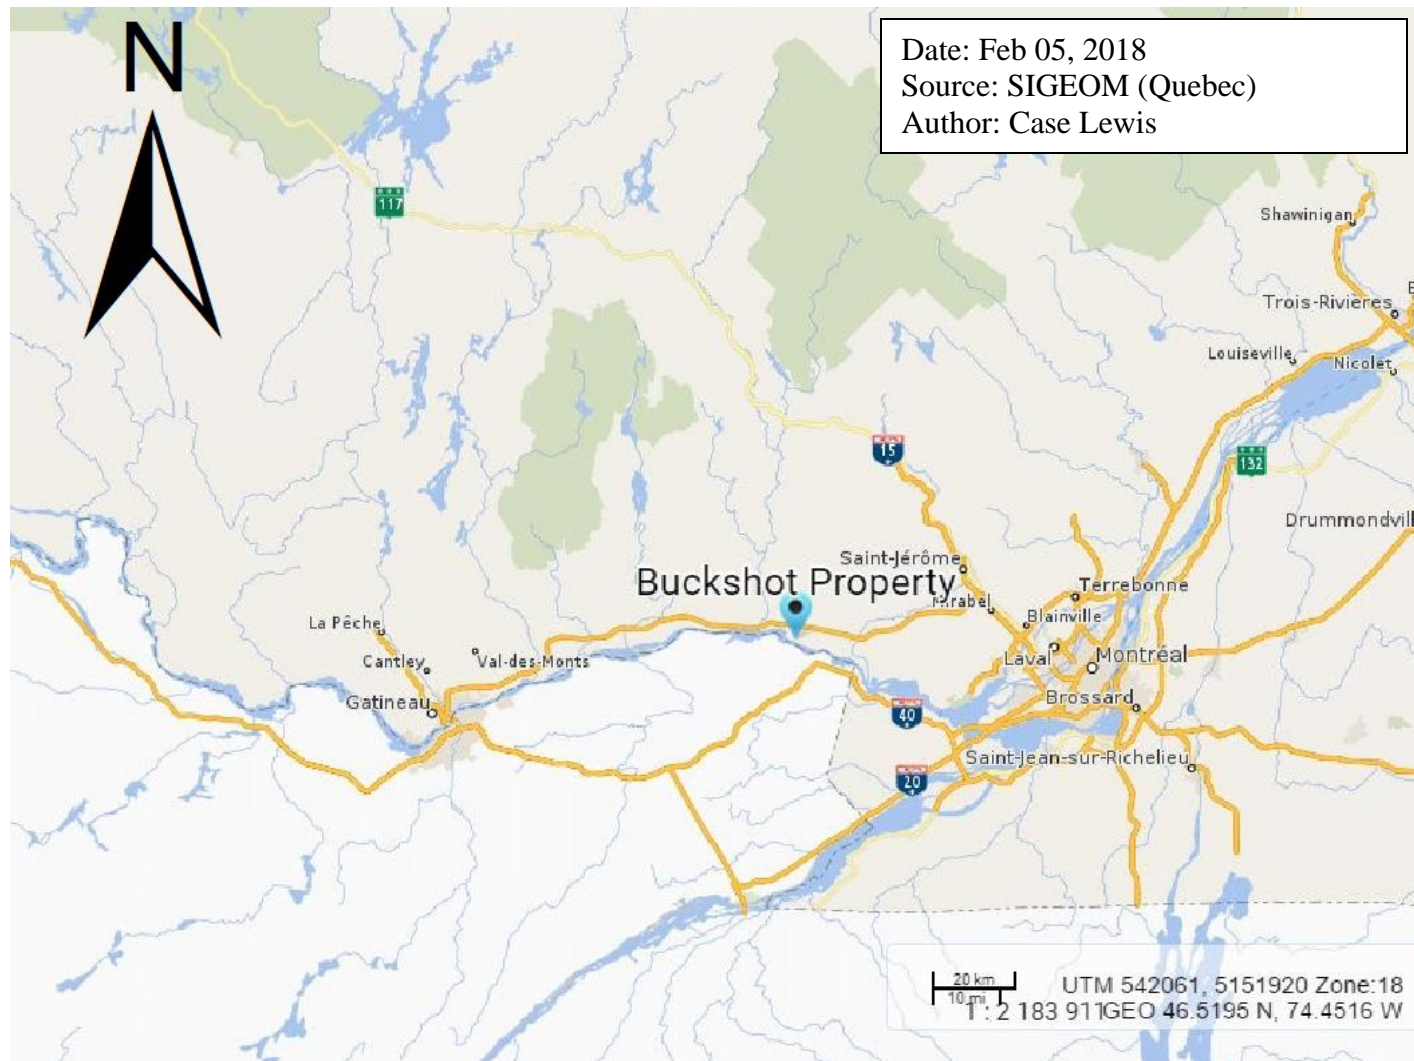 N
Date: Feb 05, 2018
Source: SIGEOM (Quebec)
Author: Case Lewis
117
Shawinigan
Trois-Rivières
Louiseville
Nicolet
15
132
Drummondvill
Saint-Jérôme
Buckshot Property
Mirabel
Terrebonne
Blainville
La Pêche
Cantley
Val-des-Monts
Laval
Montréal
Gatineau
Brossard
40
Saint-Jean-sur-Richelieu
20
20 km
10 mi
UTM 542061, 5151920 Zone:18
1 : 2 183 911GEO 46.5195 N, 74.4516 W